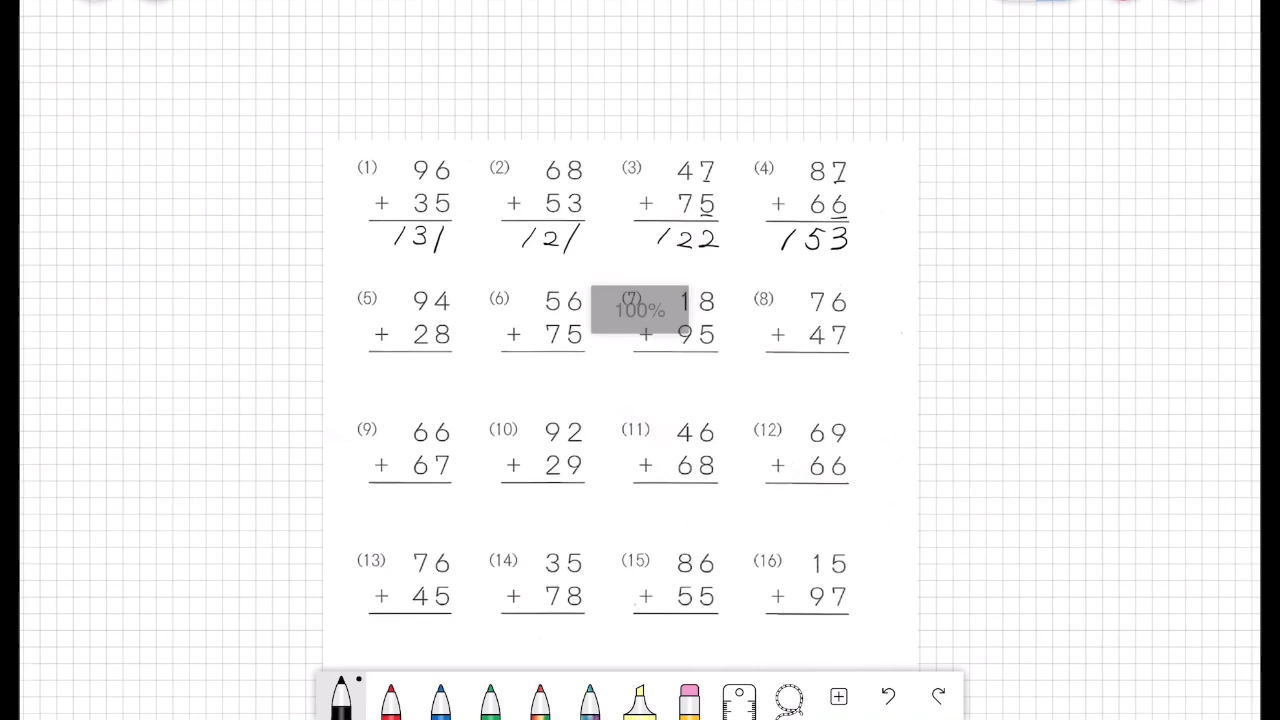 (1) 96 (2) 68 (3) 47 (4) 87
+ 35 + 53 + 75 + 66
131 121 122 153
(5) 94 (6) 56 (7) 18 (8) 76
100%
+ 28 + 75 + 95 + 47
(9) 66 (10) 92 (11) 46 (12) 69
+ 67 + 29 + 68 + 66
(13) 76 (14) 35 (15) 86 (16) 15
+ 45 + 78 + 55 + 97